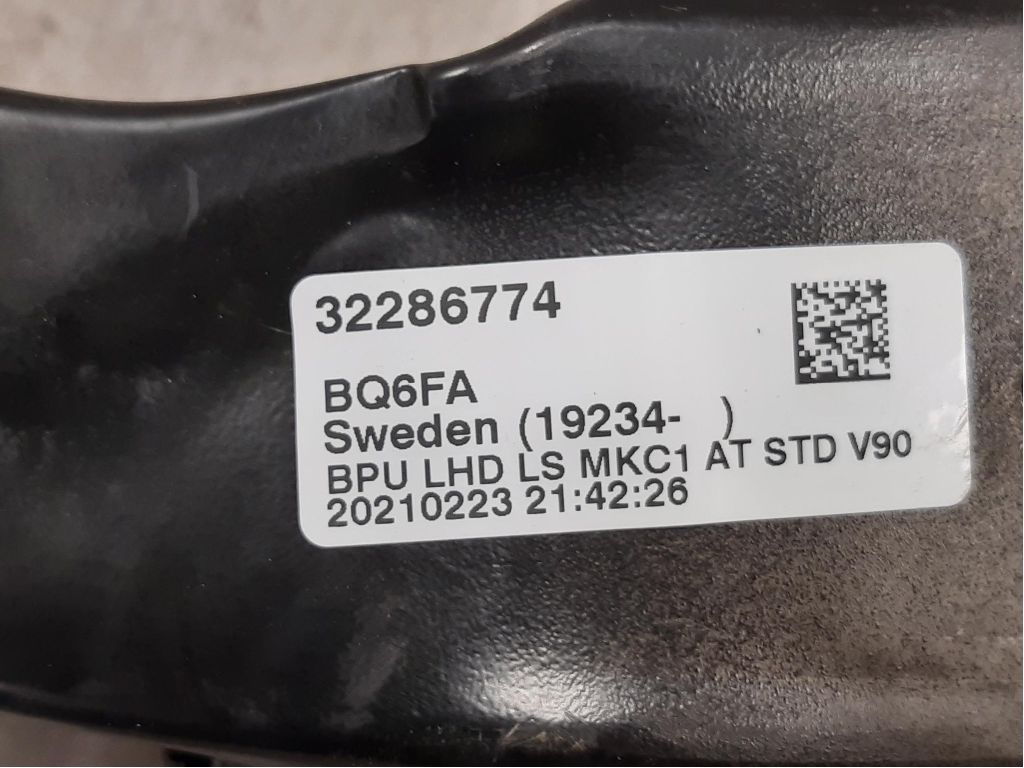 32286774
BQ6FA
Sweden (19234- )
BPU LHD LS MKC1 AT STD V90
20210223 21:42:26